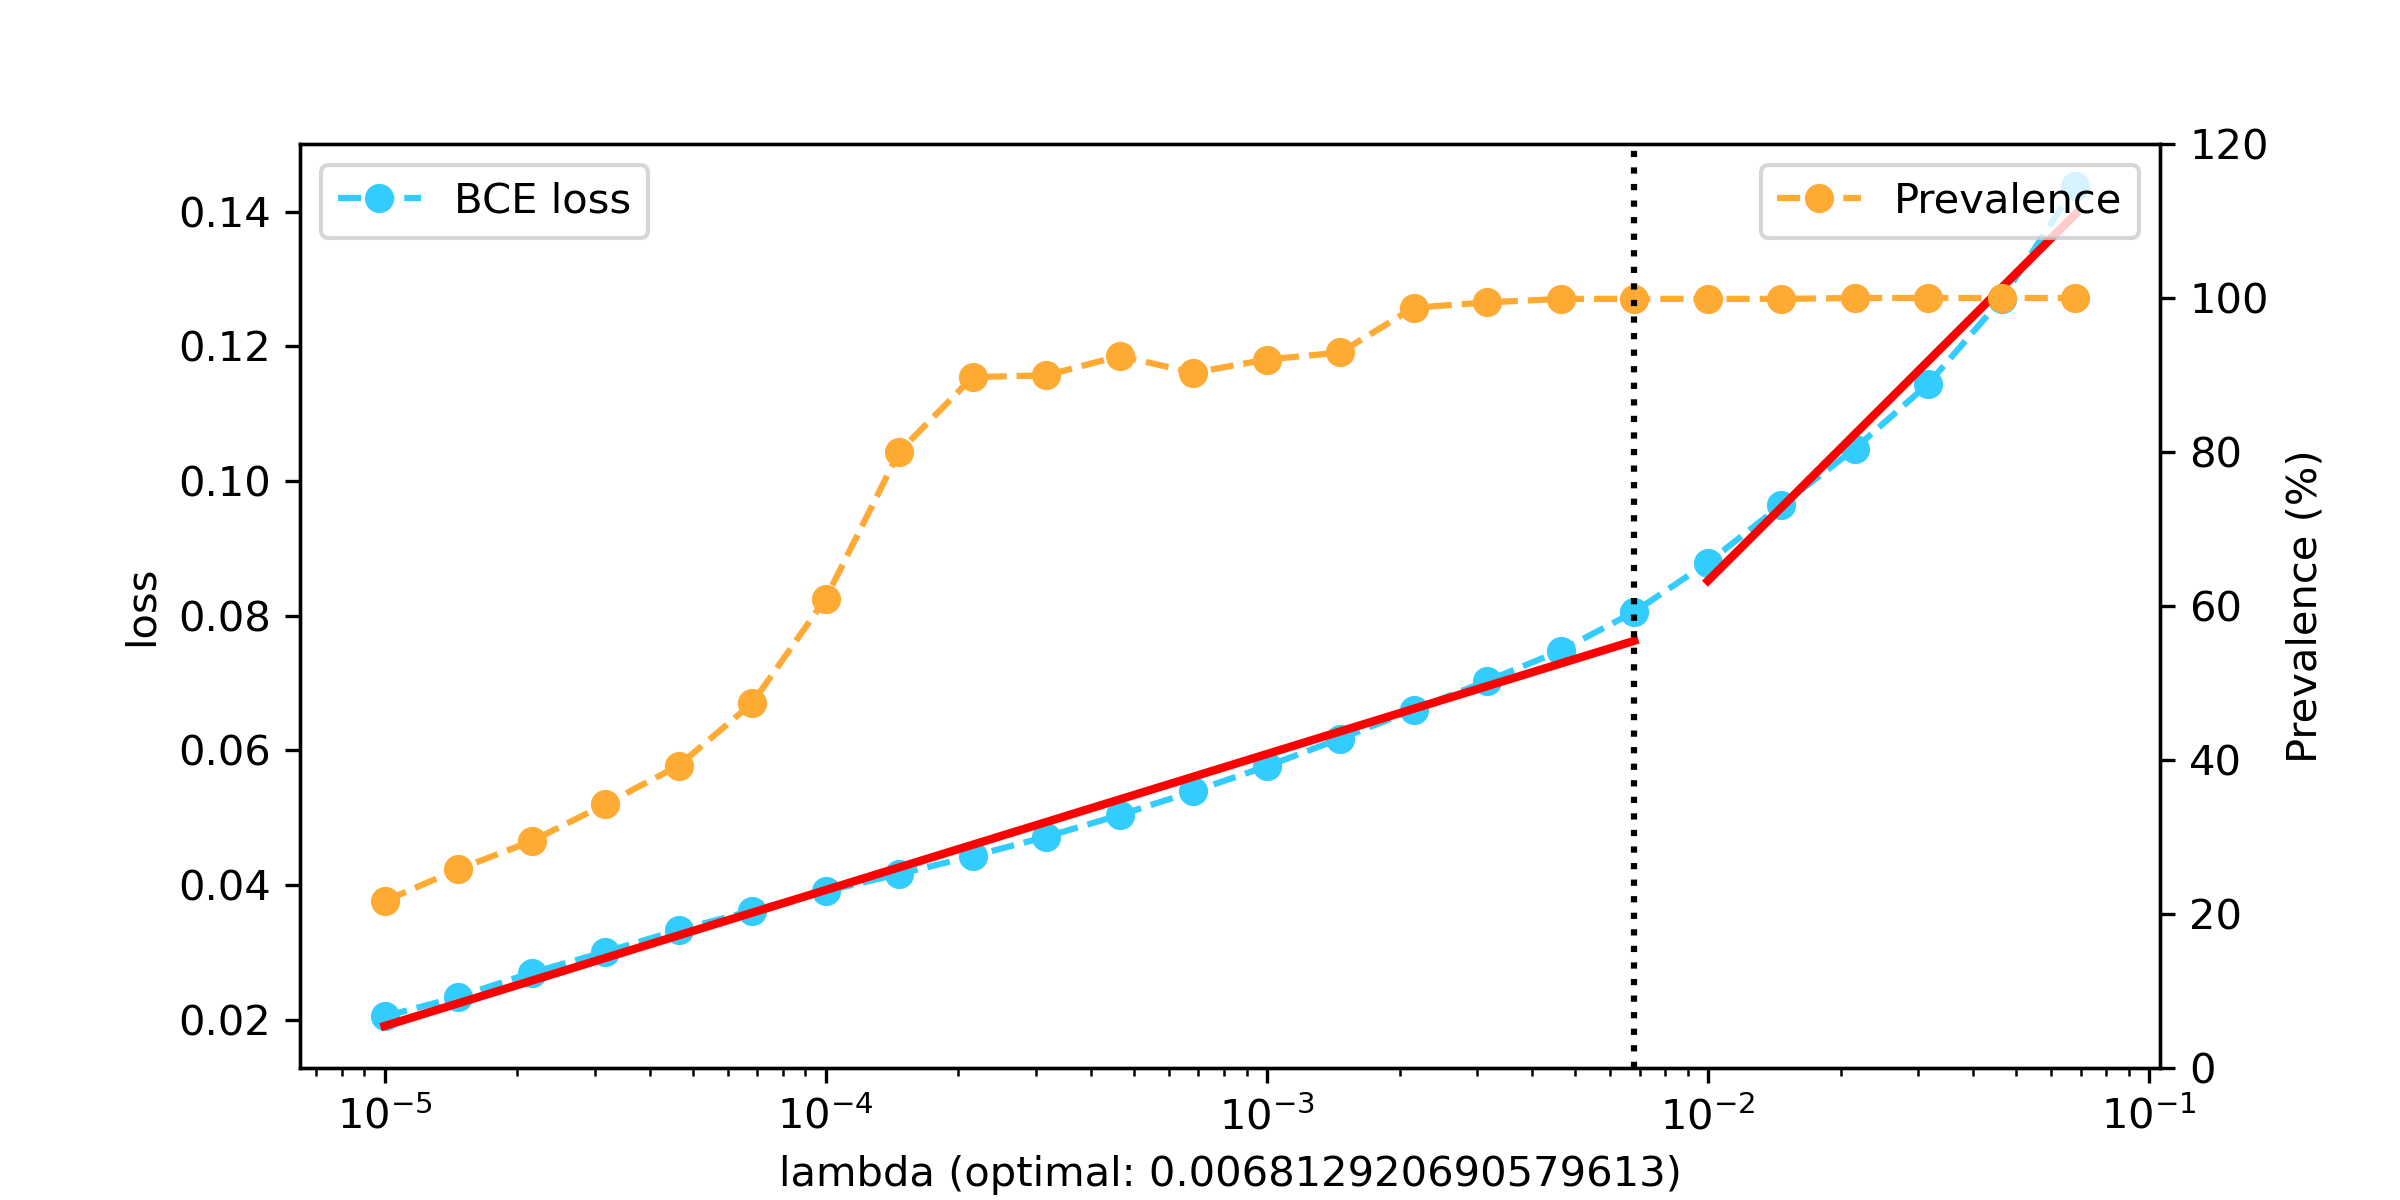 BCE loss
Prevalence
0.14
0.12
0.10
0.08
0.06
0.04
0.02
loss
120
100
80
60
40
20
0
Prevalence (%)
10⁻⁵ 10⁻⁴ 10⁻³ 10⁻² 10⁻¹
lambda (optimal: 0.006812920690579613)